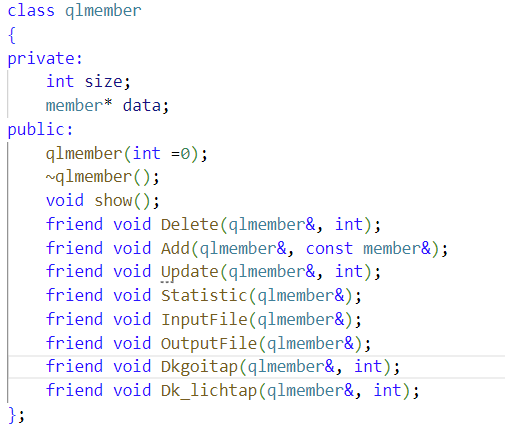 class qlmember
{
private:
    int size;
    member* data;
public:
    qlmember(int =0);
    ~qlmember();
    void show();
    friend void Delete(qlmember&, int);
    friend void Add(qlmember&, const member&);
    friend void Update(qlmember&, int);
    friend void Statistic(qlmember&);
    friend void InputFile(qlmember&);
    friend void OutputFile(qlmember&);
    friend void Dkgoitap(qlmember&, int);
    friend void Dk_lichtap(qlmember&, int);
};